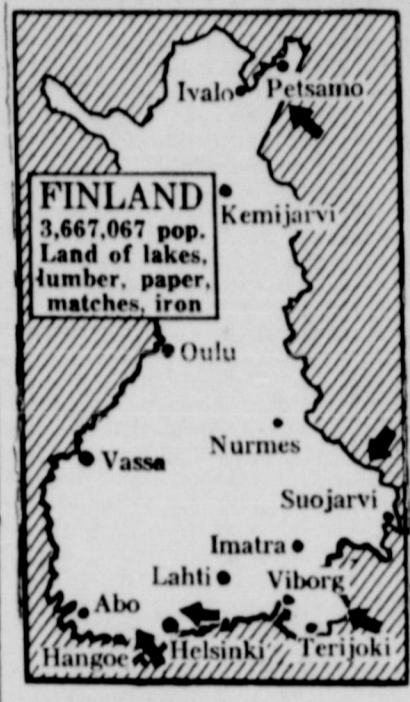 Ivalo
Petsamo
FINLAND
3,667,067 pop.
Land of lakes,
lumber, paper,
matches, iron
Kemijarvi
Oulu
Nurmes
Vassa
Suojarvi
Imatra
Lahti
Viborg
Abo
Hangoe
Helsinki
Terijoki